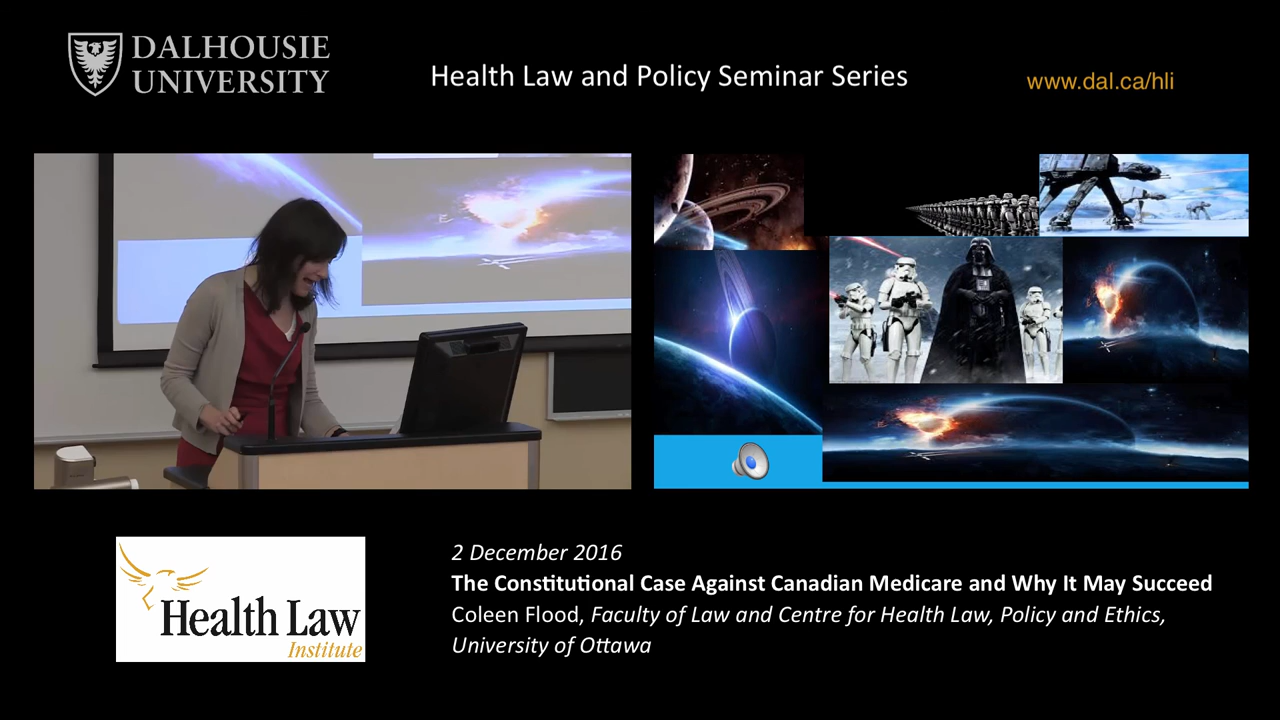 DALHOUSIE
UNIVERSITY
Health Law and Policy Seminar Series
www.dal.ca/hli
Health Law
Institute
2 December 2016
The Constitutional Case Against Canadian Medicare and Why It May Succeed
Coleen Flood, Faculty of Law and Centre for Health Law, Policy and Ethics,
University of Ottawa